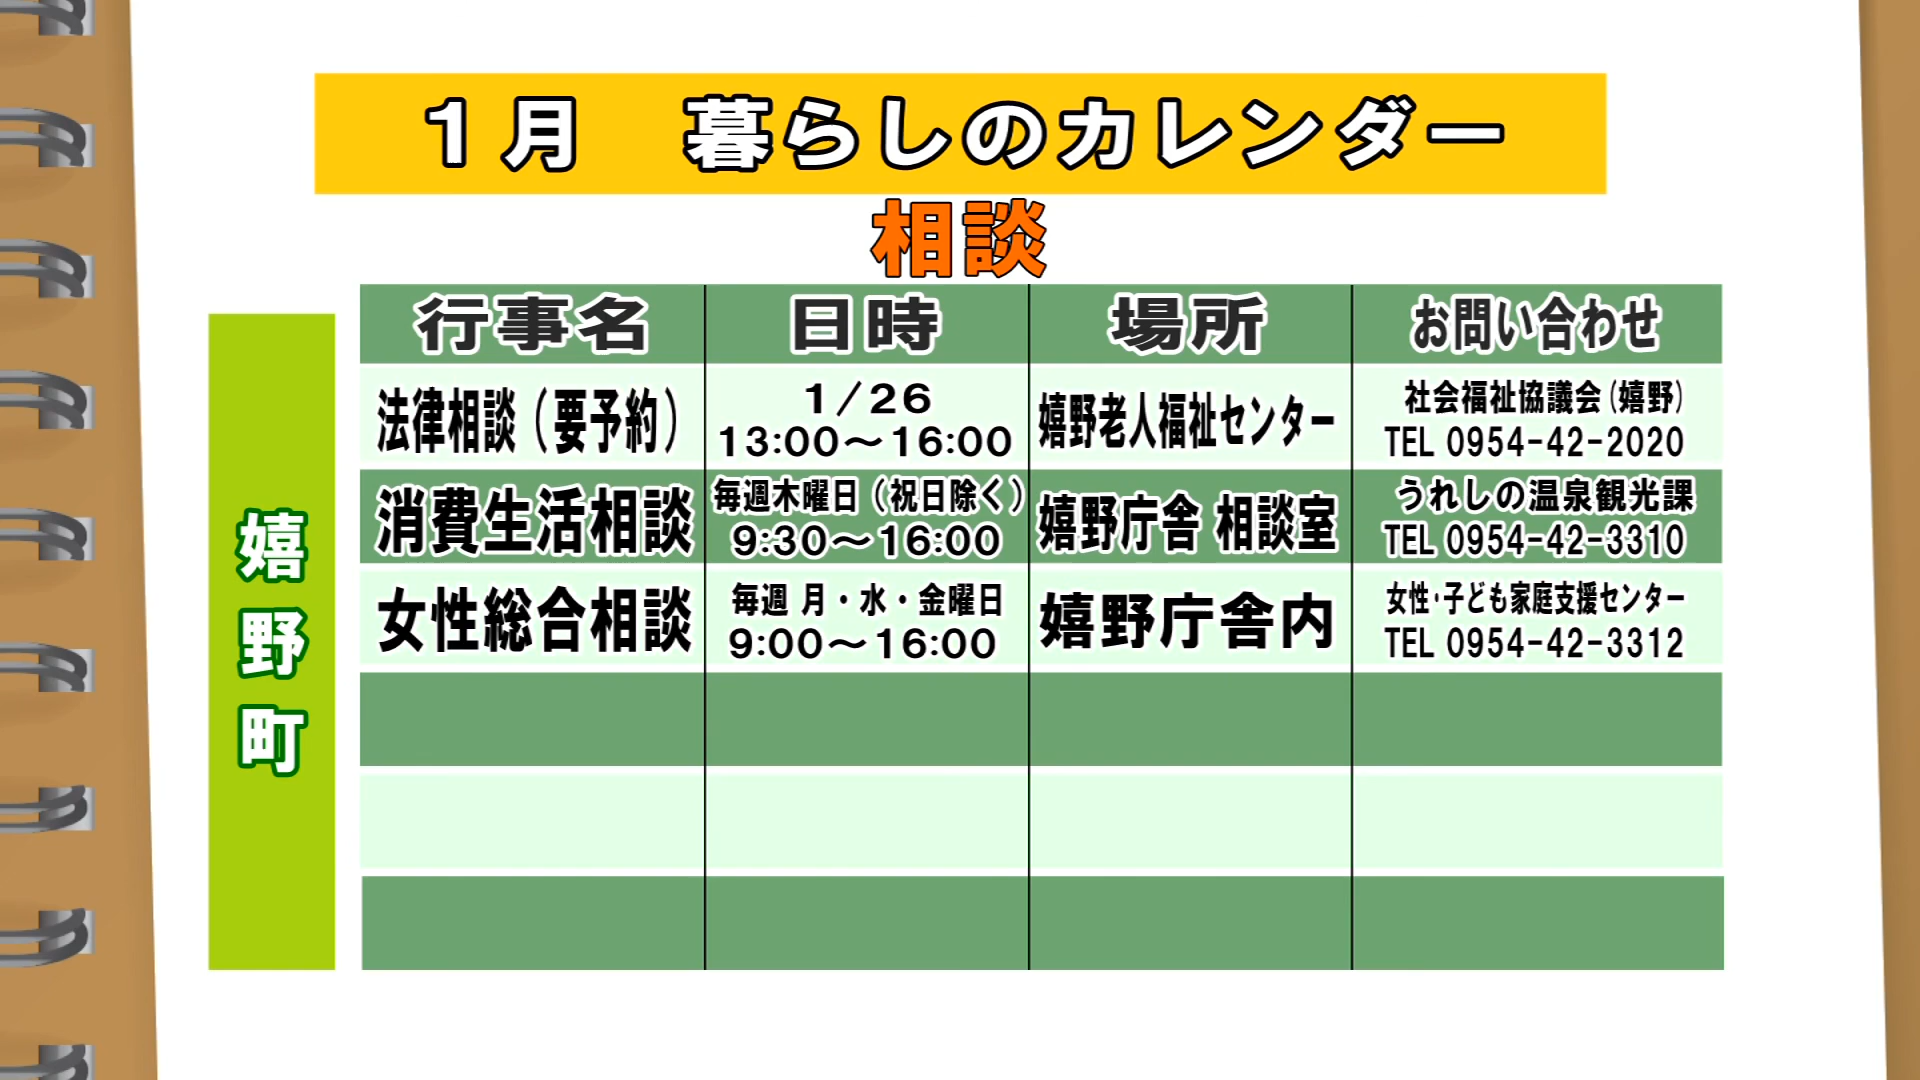 1月　暮らしのカレンダー
相談
嬉野町
行事名 日時 場所 お問い合わせ
法律相談（要予約）
1/26
13:00～16:00
嬉野老人福祉センター
社会福祉協議会（嬉野）
TEL 0954-42-2020
消費生活相談
毎週木曜日（祝日除く）
9:30～16:00
嬉野庁舎 相談室
うれしの温泉観光課
TEL 0954-42-3310
女性総合相談
毎週 月・水・金曜日
9:00～16:00
嬉野庁舎内
女性・子ども家庭支援センター
TEL 0954-42-3312